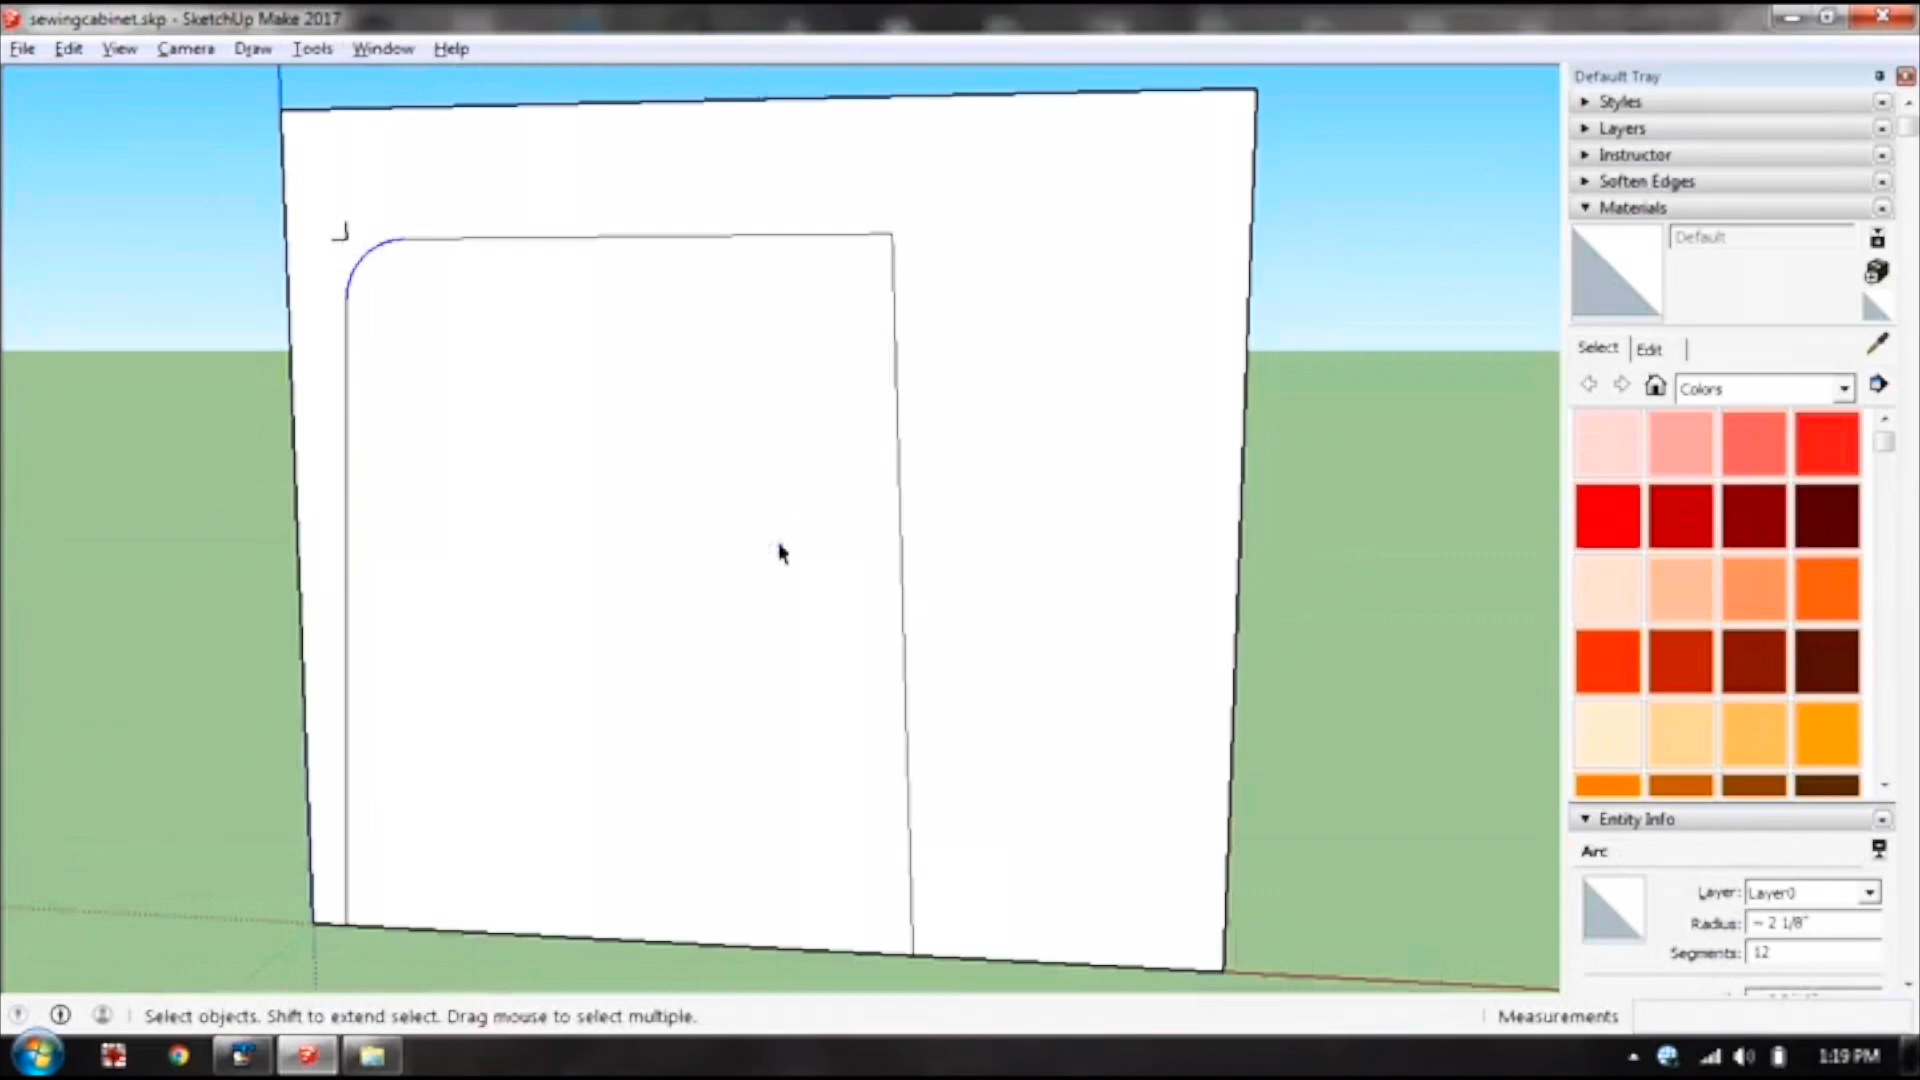 sewingcabinet.skp - SketchUp Make 2017
File Edit View Camera Draw Tools Window Help
Default Tray
Styles
Layers
Instructor
Soften Edges
Materials
Default
Select Edit
Colors
Entity Info
Arc
Layer: Layer0
Radius: ~ 2 1/8"
Segments: 12
Select objects. Shift to extend select. Drag mouse to select multiple.
Measurements
1:19 PM